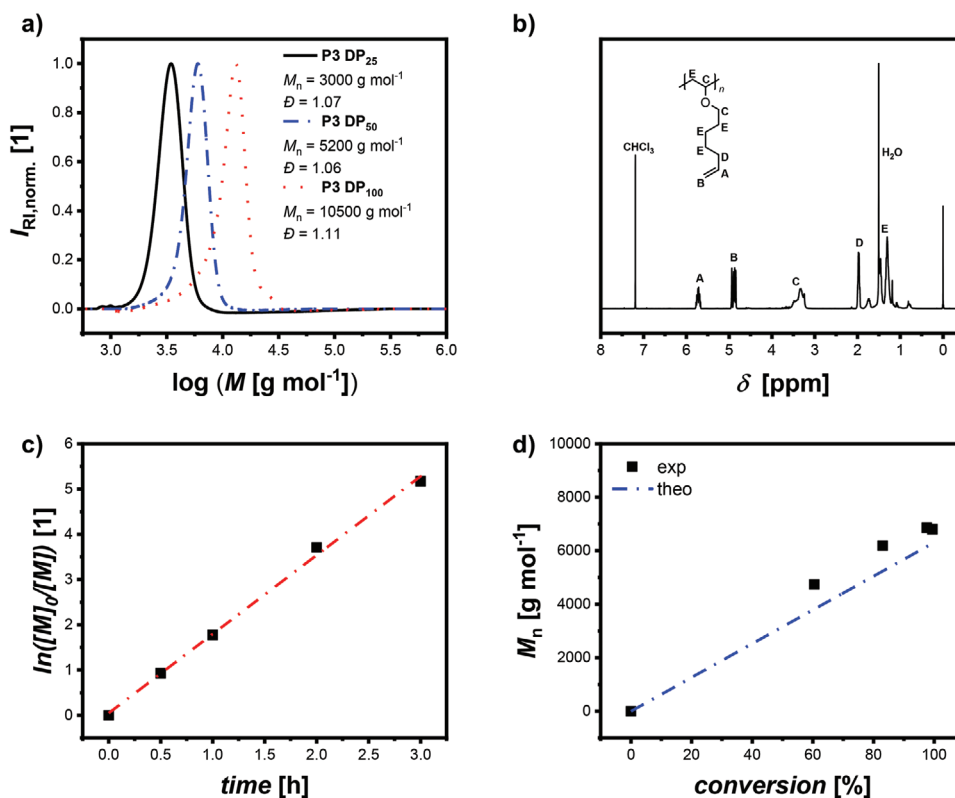 a)
P3 DP₂₅
Mₙ = 3000 g mol⁻¹
Đ = 1.07
P3 DP₅₀
Mₙ = 5200 g mol⁻¹
Đ = 1.06
P3 DP₁₀₀
Mₙ = 10500 g mol⁻¹
Đ = 1.11
1.0
0.8
0.6
0.4
0.2
0.0
I_RI,norm. [1]
3.0 3.5 4.0 4.5 5.0 5.5 6.0
log (M [g mol⁻¹])
b)
E C n
O C
E
E
E
D
B A
CHCl₃
H₂O
A
B
C
D
E
8 7 6 5 4 3 2 1 0
δ [ppm]
c)
6
5
4
3
2
1
0
ln([M]₀/[M]) [1]
0.0 0.5 1.0 1.5 2.0 2.5 3.0
time [h]
d)
exp
theo
10000
8000
6000
4000
2000
0
Mₙ [g mol⁻¹]
0 20 40 60 80 100
conversion [%]